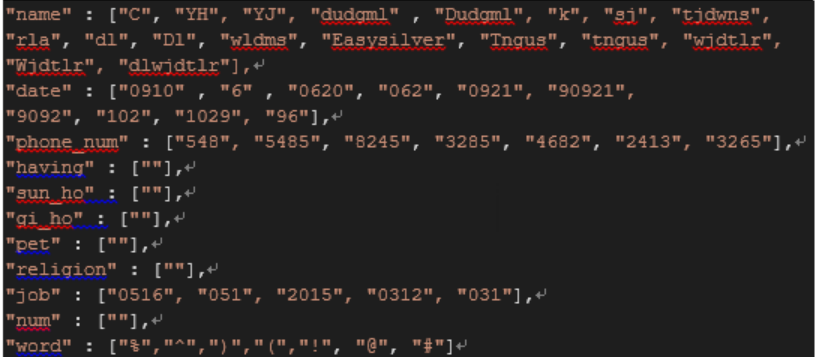 "name" : ["C", "YH", "YJ", "dudgml" , "Dudgml", "k", "sj", "tjdwns",
"rla", "dl", "Dl", "wldms", "Easysilver", "Tngus", "tngus", "wjdtlr",
"Wjdtlr", "dlwjdtlr"],↵
"date" : ["0910" , "6" , "0620", "062", "0921", "90921",
"9092", "102", "1029", "96"],↵
"phone_num" : ["548", "5485", "8245", "3285", "4682", "2413", "3265"],↵
"having" : [""],↵
"sun_ho" : [""],↵
"gi_ho" : [""],↵
"pet" : [""],↵
"religion" : [""],↵
"job" : ["0516", "051", "2015", "0312", "031"],↵
"num" : [""],↵
"word" : ["%","^",")","(","!", "@", "#"]↵